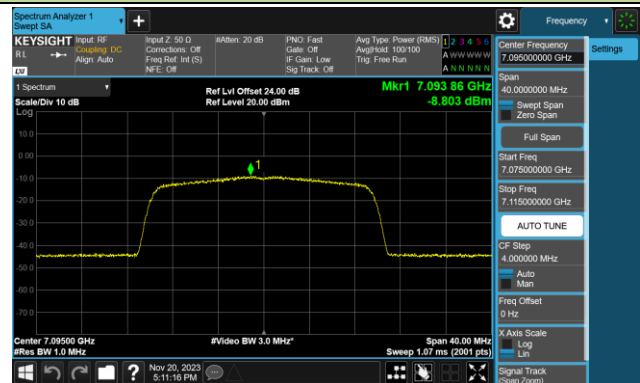 Spectrum Analyzer 1
Swept SA
Frequency
KEYSIGHT
RL
LXI
Input: RF
Coupling: DC
Align: Auto
Input Z: 50 Ω
Corrections: Off
Freq Ref: Int (S)
NFE: Off
#Atten: 20 dB
PNO: Fast
Gate: Off
IF Gain: Low
Sig Track: Off
Avg Type: Power (RMS)
Avg|Hold: 100/100
Trig: Free Run
1 2 3 4 5 6
A W W W W W
A N N N N N
1 Spectrum
Scale/Div 10 dB
Log
Ref Lvl Offset 24.00 dB
Ref Level 20.00 dBm
Mkr1 7.093 86 GHz
-8.803 dBm
10.0
0.00
-10.0
-20.0
-30.0
-40.0
-50.0
-60.0
-70.0
1
Center 7.09500 GHz
#Res BW 1.0 MHz
#Video BW 3.0 MHz*
Span 40.00 MHz
Sweep 1.07 ms (2001 pts)
Nov 20, 2023
5:11:16 PM
Center Frequency
7.095000000 GHz
Span
40.0000000 MHz
Swept Span
Zero Span
Full Span
Start Freq
7.075000000 GHz
Stop Freq
7.115000000 GHz
AUTO TUNE
CF Step
4.000000 MHz
Auto
Man
Freq Offset
0 Hz
X Axis Scale
Log
Lin
Signal Track
(Span Zoom)
Settings